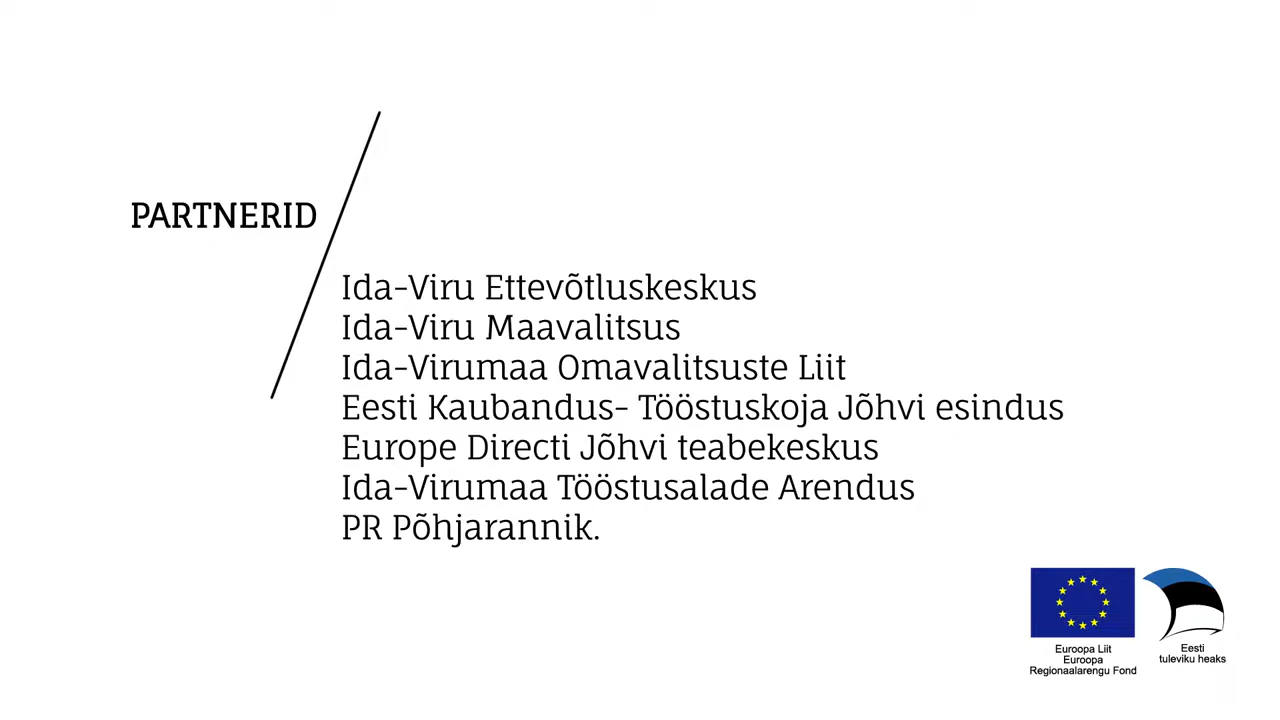 PARTNERID
Ida-Viru Ettevõtluskeskus
Ida-Viru Maavalitsus
Ida-Virumaa Omavalitsuste Liit
Eesti Kaubandus- Tööstuskoja Jõhvi esindus
Europe Directi Jõhvi teabekeskus
Ida-Virumaa Tööstusalade Arendus
PR Põhjarannik.
Euroopa Liit
Euroopa
Regionaalarengu Fond
Eesti
tuleviku heaks